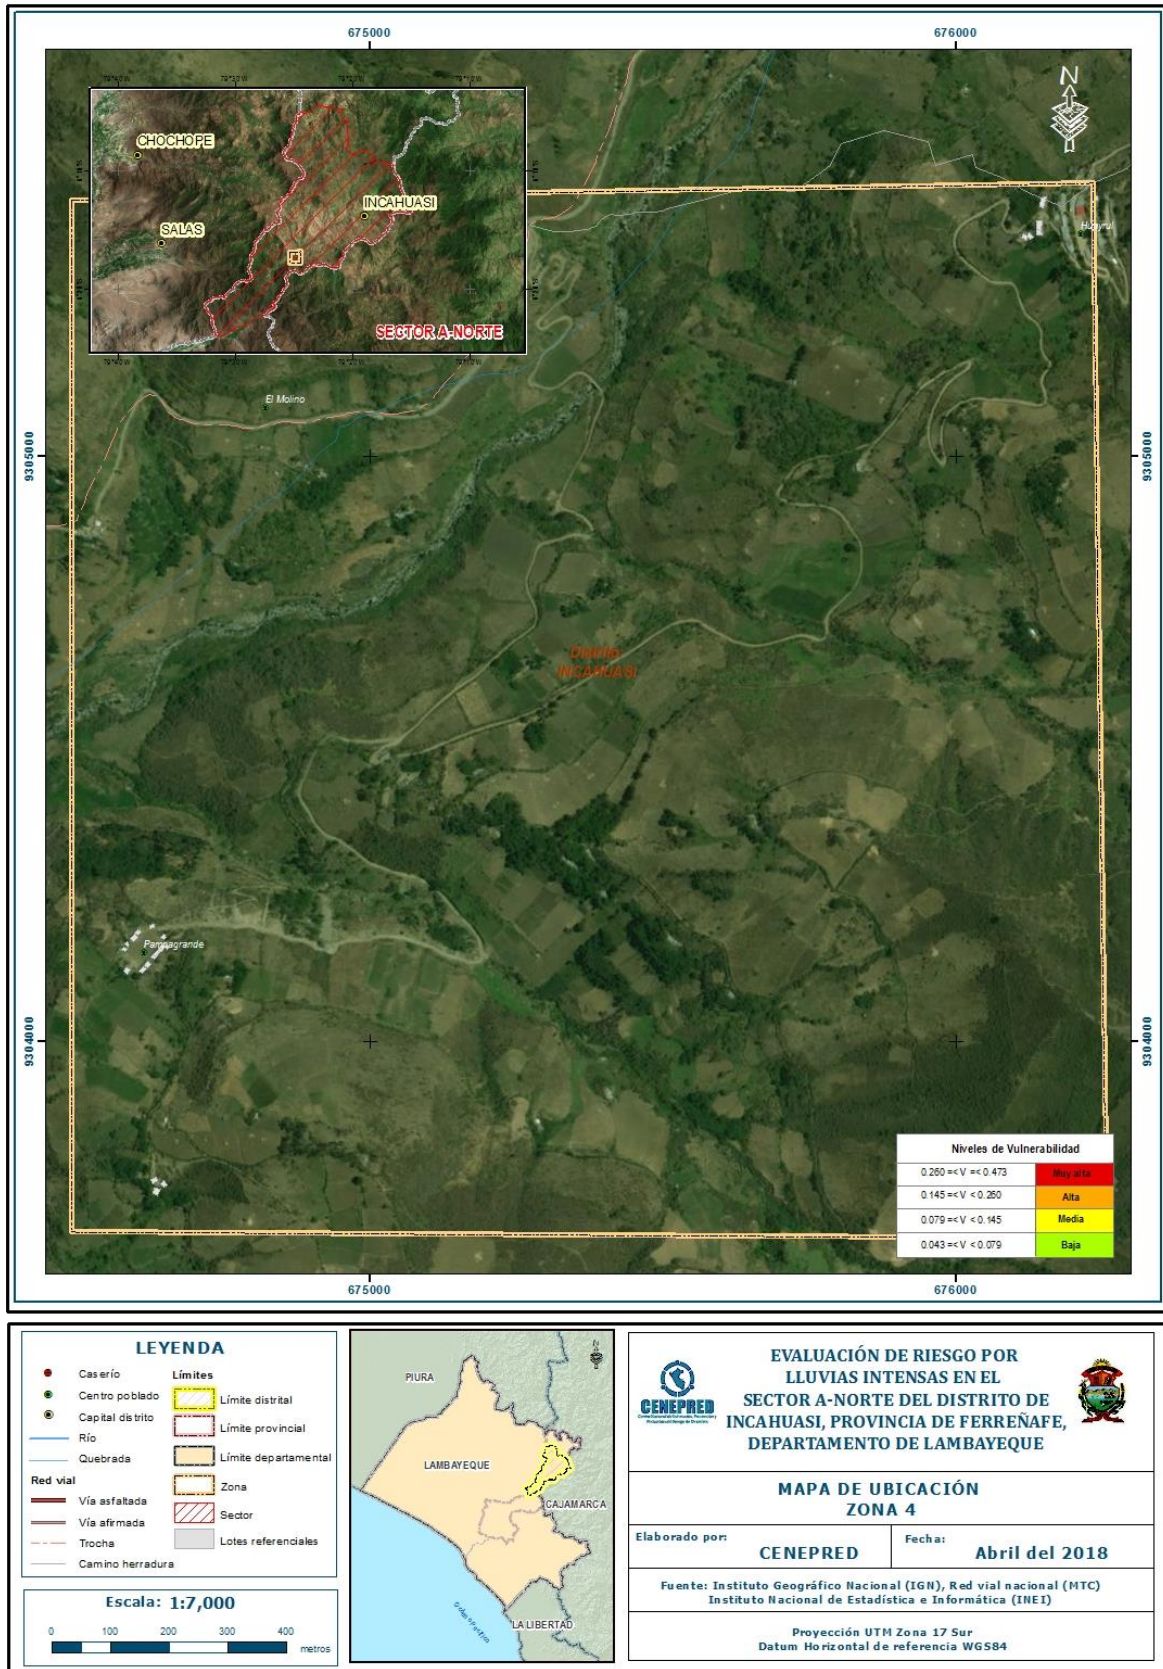 675000
676000
N
CHOCHOPE
SALAS
INCAHUASI
SECTOR A-NORTE
El Molino
9305000
9305000
Distrito
INCAHUASI
Pampagrande
9304000
9304000
Niveles de Vulnerabilidad
0.260 =< V =< 0.473
Muy alta
0.145 =< V < 0.260
Alta
0.079 =< V < 0.145
Media
0.043 =< V < 0.079
Baja
675000
676000
LEYENDA
Caserío
Centro poblado
Capital distrito
Río
Quebrada
Red vial
Vía asfaltada
Vía afirmada
Trocha
Camino herradura
Límites
Límite distrital
Límite provincial
Límite departamental
Zona
Sector
Lotes referenciales
Escala: 1:7,000
0 100 200 300 400
metros
PIURA
LAMBAYEQUE
CAJAMARCA
LA LIBERTAD
CENEPRED
EVALUACIÓN DE RIESGO POR
LLUVIAS INTENSAS EN EL
SECTOR A-NORTE DEL DISTRITO DE
INCAHUASI, PROVINCIA DE FERREÑAFE,
DEPARTAMENTO DE LAMBAYEQUE
MAPA DE UBICACIÓN
ZONA 4
Elaborado por:
CENEPRED
Fecha:
Abril del 2018
Fuente: Instituto Geográfico Nacional (IGN), Red vial nacional (MTC)
Instituto Nacional de Estadística e Informática (INEI)
Proyección UTM Zona 17 Sur
Datum Horizontal de referencia WGS84